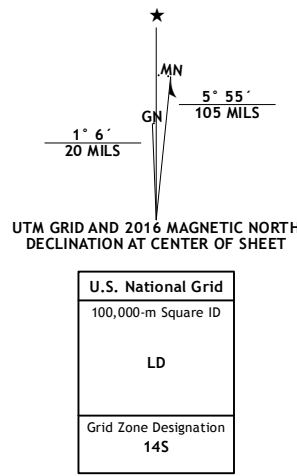 MN
GN
5° 55´
105 MILS
1° 6´
20 MILS
UTM GRID AND 2016 MAGNETIC NORTH
DECLINATION AT CENTER OF SHEET
U.S. National Grid
100,000-m Square ID
LD
Grid Zone Designation
14S